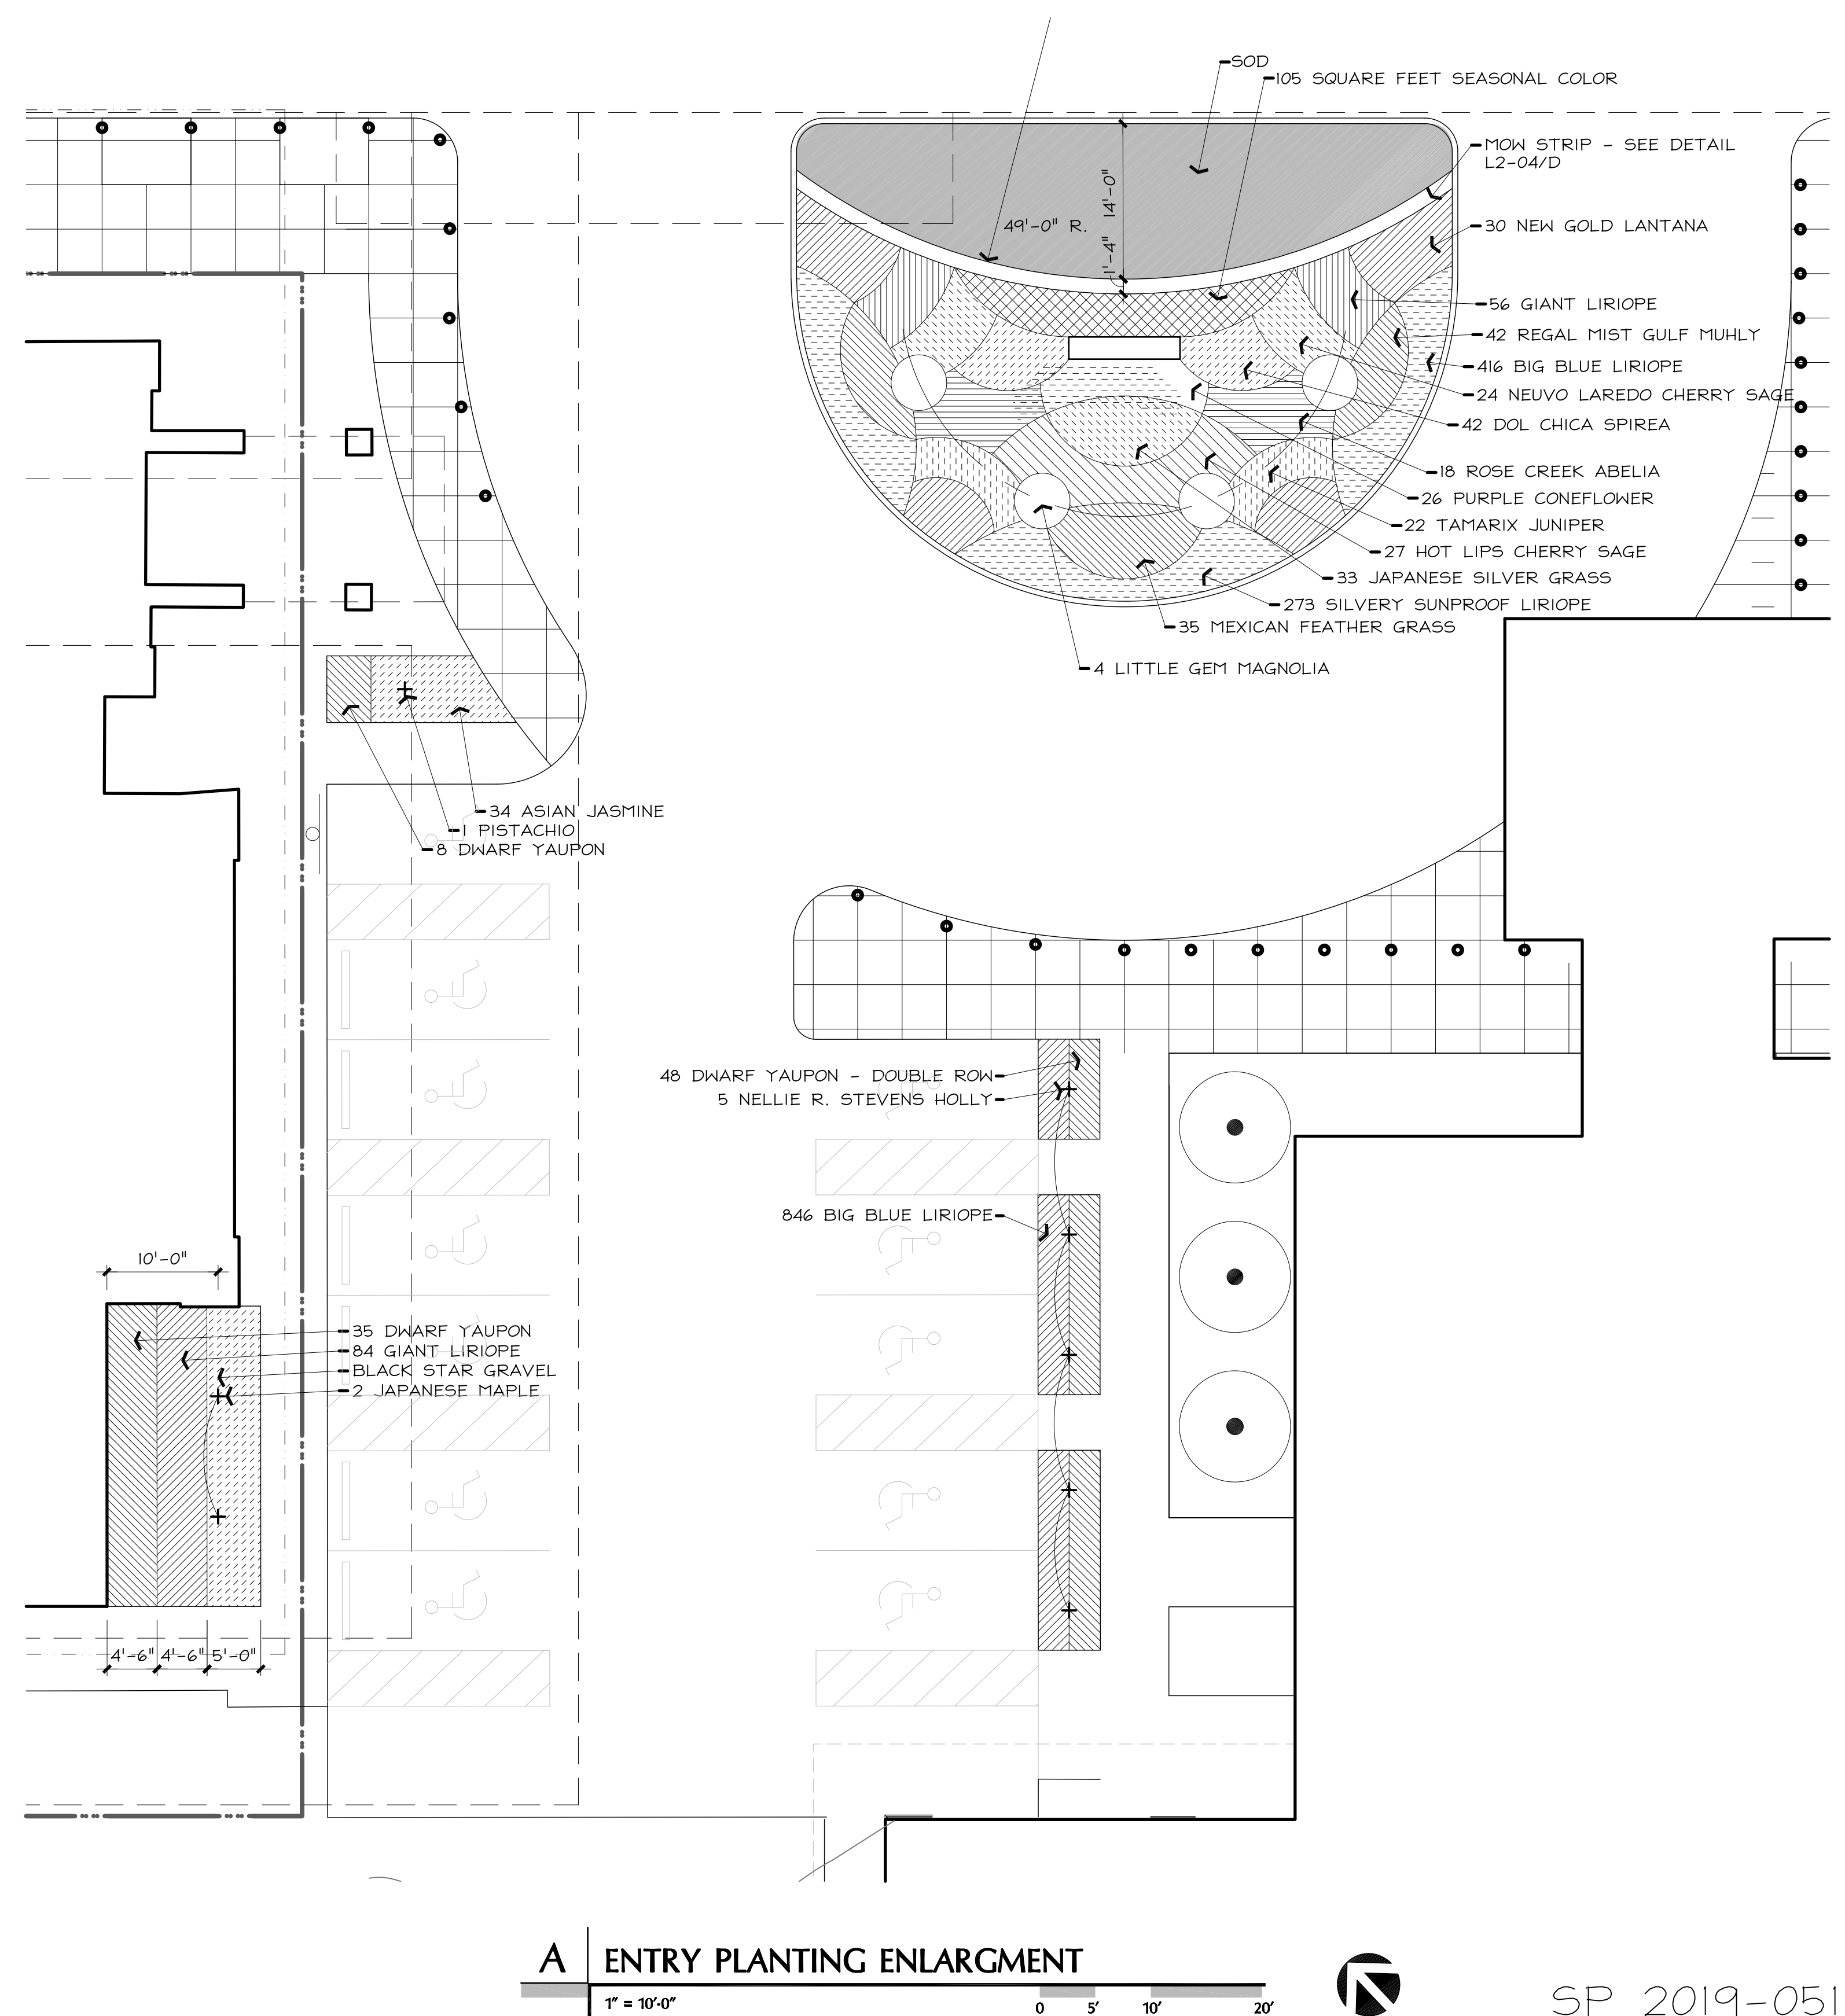 SOD
105 SQUARE FEET SEASONAL COLOR
MOW STRIP - SEE DETAIL
L2-04/D
14'-0"
49'-0" R.
1'-4"
30 NEW GOLD LANTANA
56 GIANT LIRIOPE
42 REGAL MIST GULF MUHLY
416 BIG BLUE LIRIOPE
24 NEUVO LAREDO CHERRY SAGE
42 DOL CHICA SPIREA
18 ROSE CREEK ABELIA
26 PURPLE CONEFLOWER
22 TAMARIX JUNIPER
27 HOT LIPS CHERRY SAGE
33 JAPANESE SILVER GRASS
273 SILVERY SUNPROOF LIRIOPE
35 MEXICAN FEATHER GRASS
4 LITTLE GEM MAGNOLIA
34 ASIAN JASMINE
1 PISTACHIO
8 DWARF YAUPON
48 DWARF YAUPON - DOUBLE ROW
5 NELLIE R. STEVENS HOLLY
846 BIG BLUE LIRIOPE
10'-0"
35 DWARF YAUPON
84 GIANT LIRIOPE
BLACK STAR GRAVEL
2 JAPANESE MAPLE
4'-6" 4'-6" 5'-0"
A ENTRY PLANTING ENLARGMENT
1" = 10'-0"
0 5' 10' 20'
SP 2019-051